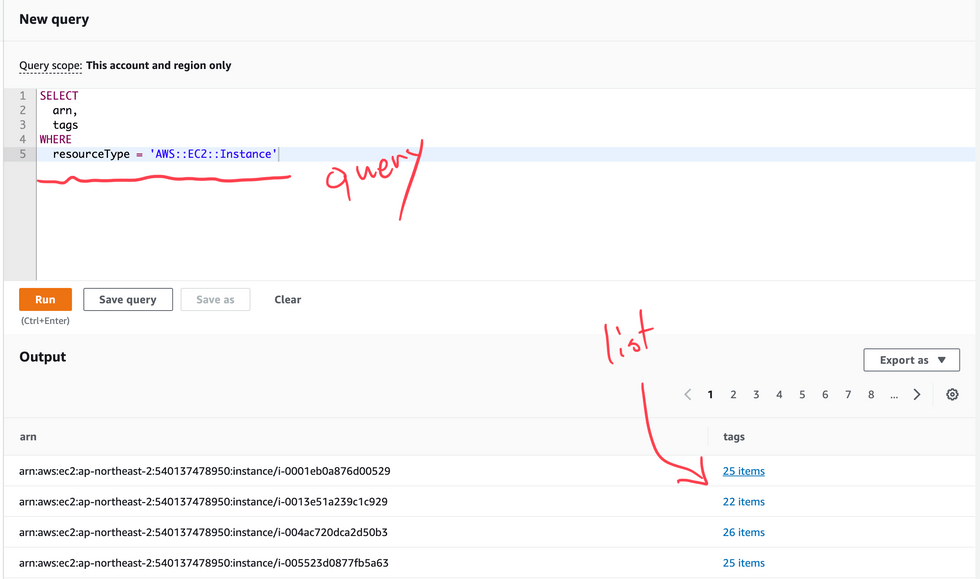 New query
Query scope: This account and region only
1 SELECT
2 arn,
3 tags
4 WHERE
5 resourceType = 'AWS::EC2::Instance'
query
Run Save query Save as Clear
(Ctrl+Enter)
list
Output Export as ▼
< 1 2 3 4 5 6 7 8 ... >
arn tags
arn:aws:ec2:ap-northeast-2:540137478950:instance/i-0001eb0a876d00529 25 items
arn:aws:ec2:ap-northeast-2:540137478950:instance/i-0013e51a239c1c929 22 items
arn:aws:ec2:ap-northeast-2:540137478950:instance/i-004ac720dca2d50b3 26 items
arn:aws:ec2:ap-northeast-2:540137478950:instance/i-005523d0877fb5a63 25 items